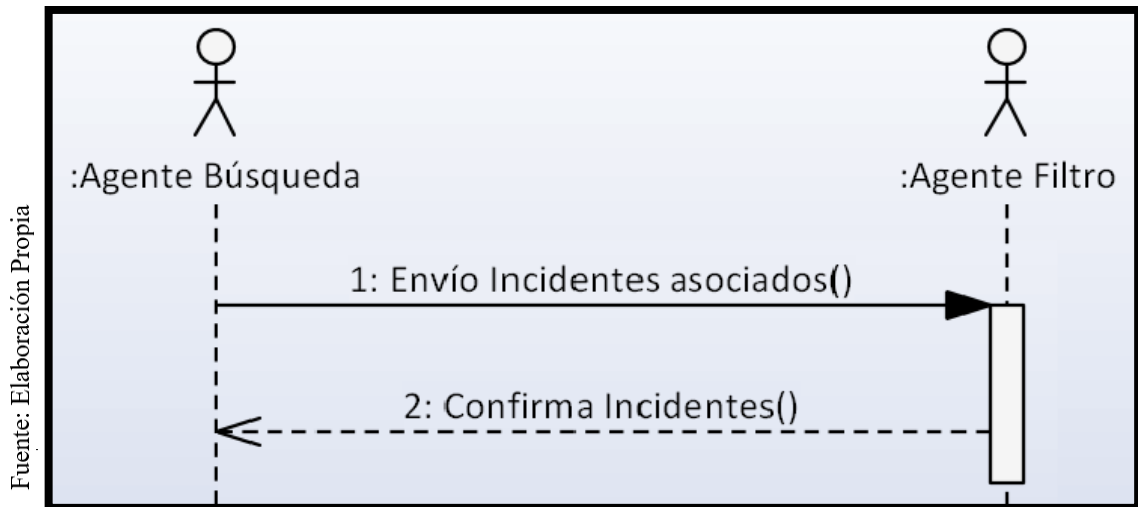 :Agente Búsqueda
:Agente Filtro
1: Envío Incidentes asociados()
2: Confirma Incidentes()
Fuente: Elaboración Propia